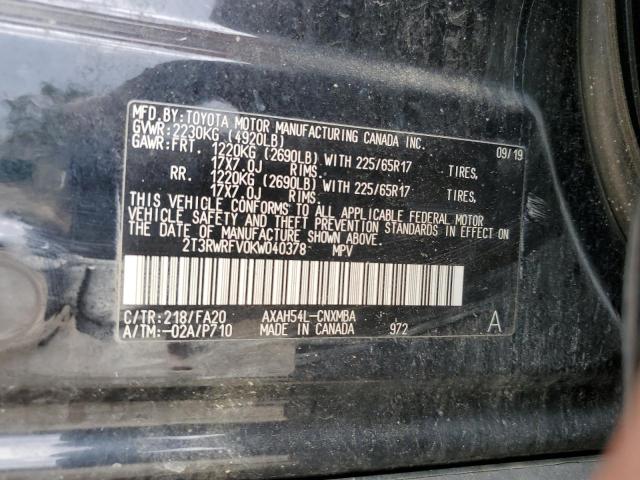 MFD. BY: TOYOTA MOTOR MANUFACTURING CANADA INC.
GVWR: 2230KG (4920LB) 09/19
GAWR: FRT. 1220KG (2690LB) WITH 225/65R17 TIRES,
17X7.0J RIMS.
RR. 1220KG (2690LB) WITH 225/65R17 TIRES,
17X7.0J RIMS.
THIS VEHICLE CONFORMS TO ALL APPLICABLE FEDERAL MOTOR
VEHICLE SAFETY AND THEFT PREVENTION STANDARDS IN EFFECT ON
THE DATE OF MANUFACTURE SHOWN ABOVE.
2T3RWRFV0KW040378 MPV
C/TR: 218/FA20 AXAH54L-CNXMBA
A/TM: -02A/P710 MADE IN CANADA 972 A